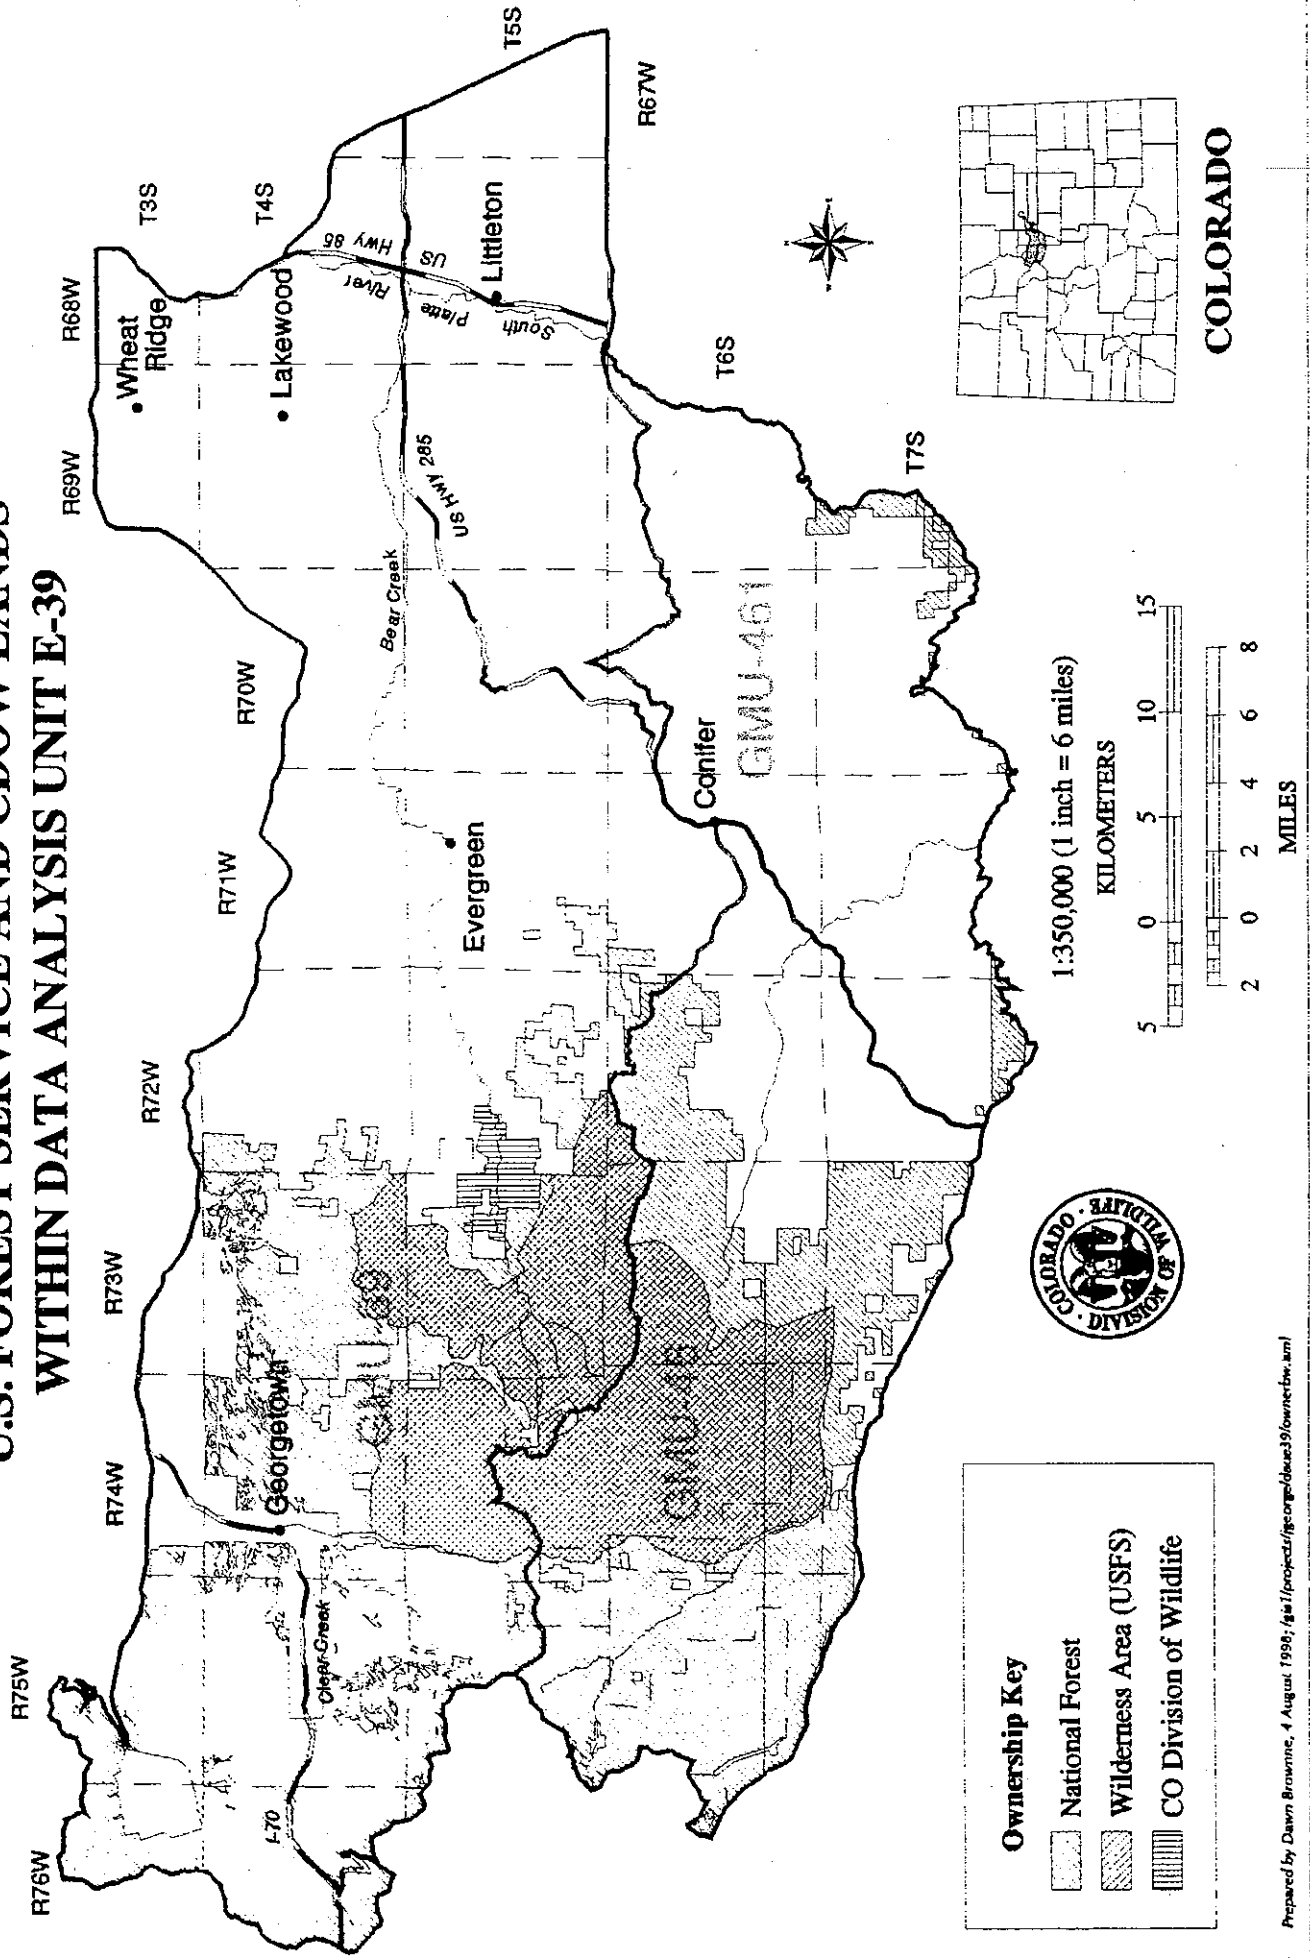 U.S. FOREST SERVICE AND CDOW LANDS
WITHIN DATA ANALYSIS UNIT E-39
R76W
R75W
R74W
R73W
R72W
R71W
R70W
R69W
R68W
T3S
T4S
T5S
R67W
T6S
T7S
Wheat
Ridge
Lakewood
US
Hwy 85
South
Platte
River
Littleton
US Hwy 285
Bear Creek
Evergreen
Conifer
GMU-461
Georgetown
GMU-39
GMU-46
I-70
Clear Creek
Ownership Key
National Forest
Wilderness Area (USFS)
CO Division of Wildlife
COLORADO
DIVISION OF WILDLIFE
1:350,000 (1 inch = 6 miles)
KILOMETERS
5 0 5 10 15
2 0 2 4 6 8
MILES
COLORADO